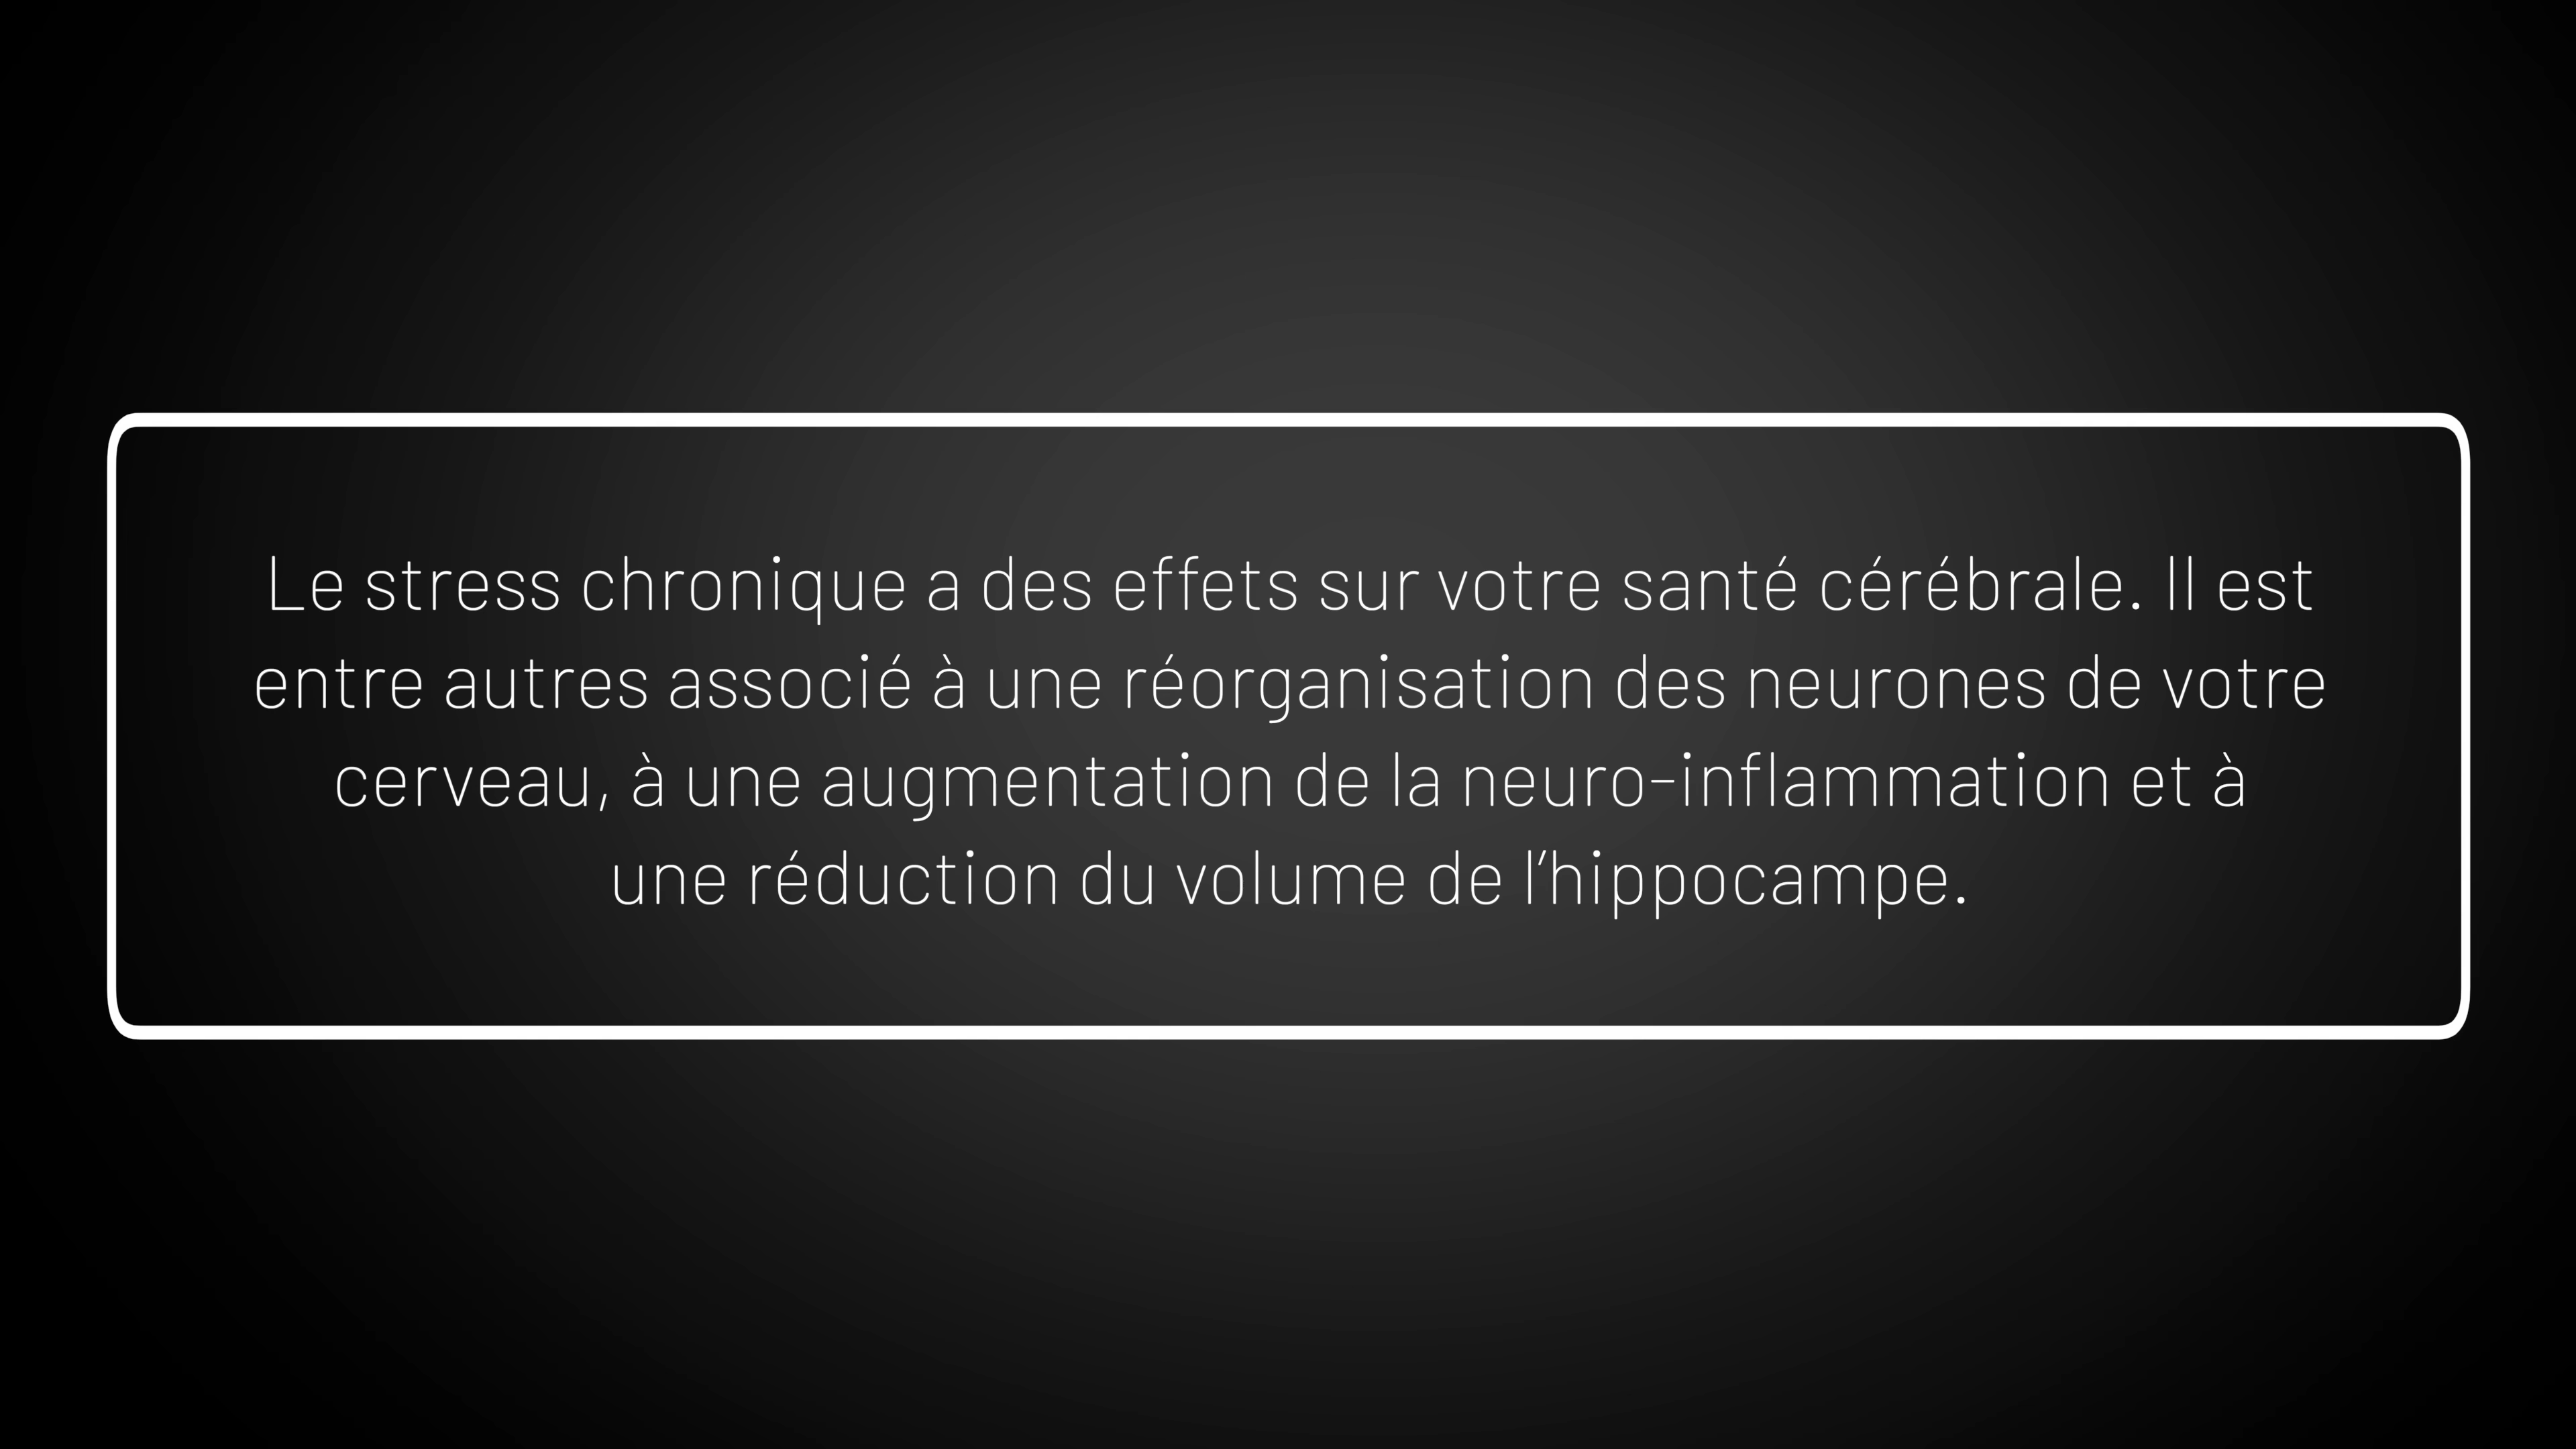 Le stress chronique a des effets sur votre santé cérébrale. Il est
entre autres associé à une réorganisation des neurones de votre
cerveau, à une augmentation de la neuro-inflammation et à
une réduction du volume de l’hippocampe.